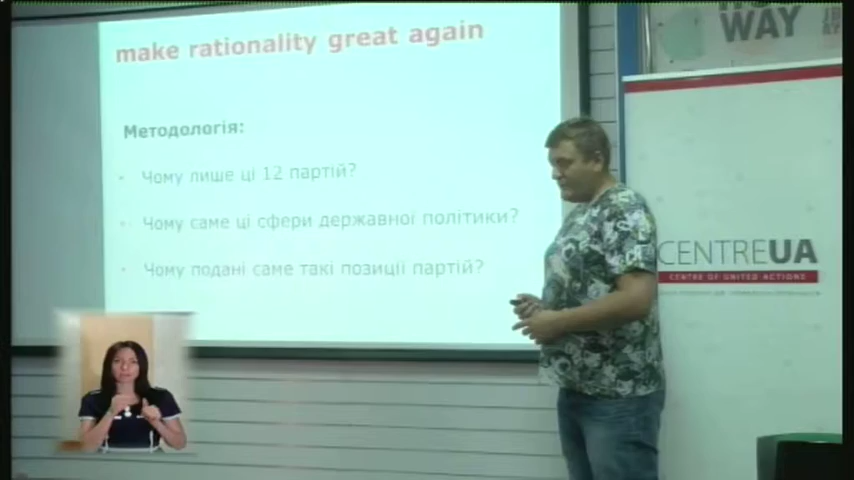 make rationality great again
Методологія:
Чому лише ці 12 партій?
Чому саме ці сфери державної політики?
Чому подані саме такі позиції партій?
WAY
CENTREUA
CENTRE OF UNITED ACTIONS